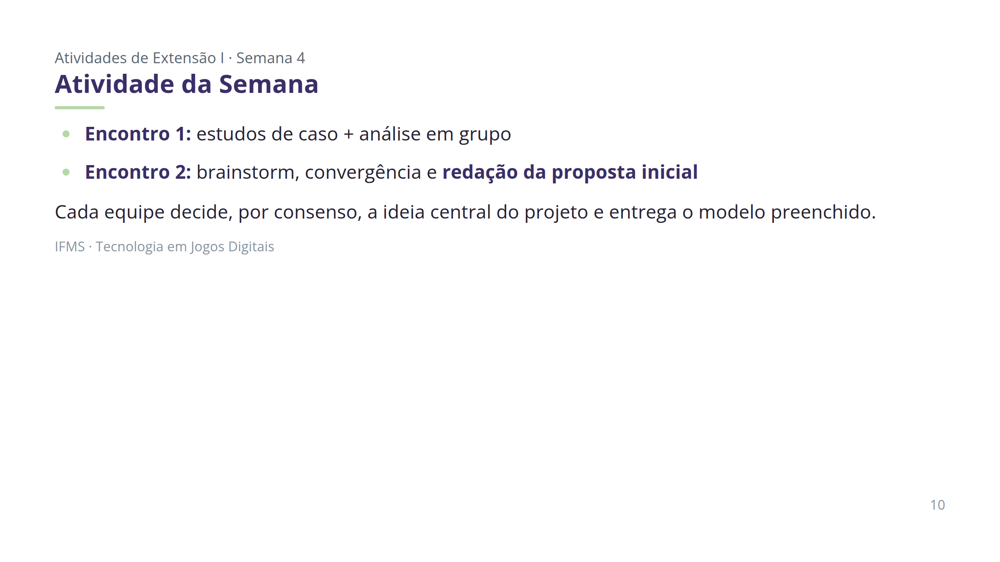 Atividades de Extensão I · Semana 4
Atividade da Semana
Encontro 1: estudos de caso + análise em grupo
Encontro 2: brainstorm, convergência e redação da proposta inicial
Cada equipe decide, por consenso, a ideia central do projeto e entrega o modelo preenchido.
IFMS · Tecnologia em Jogos Digitais
10